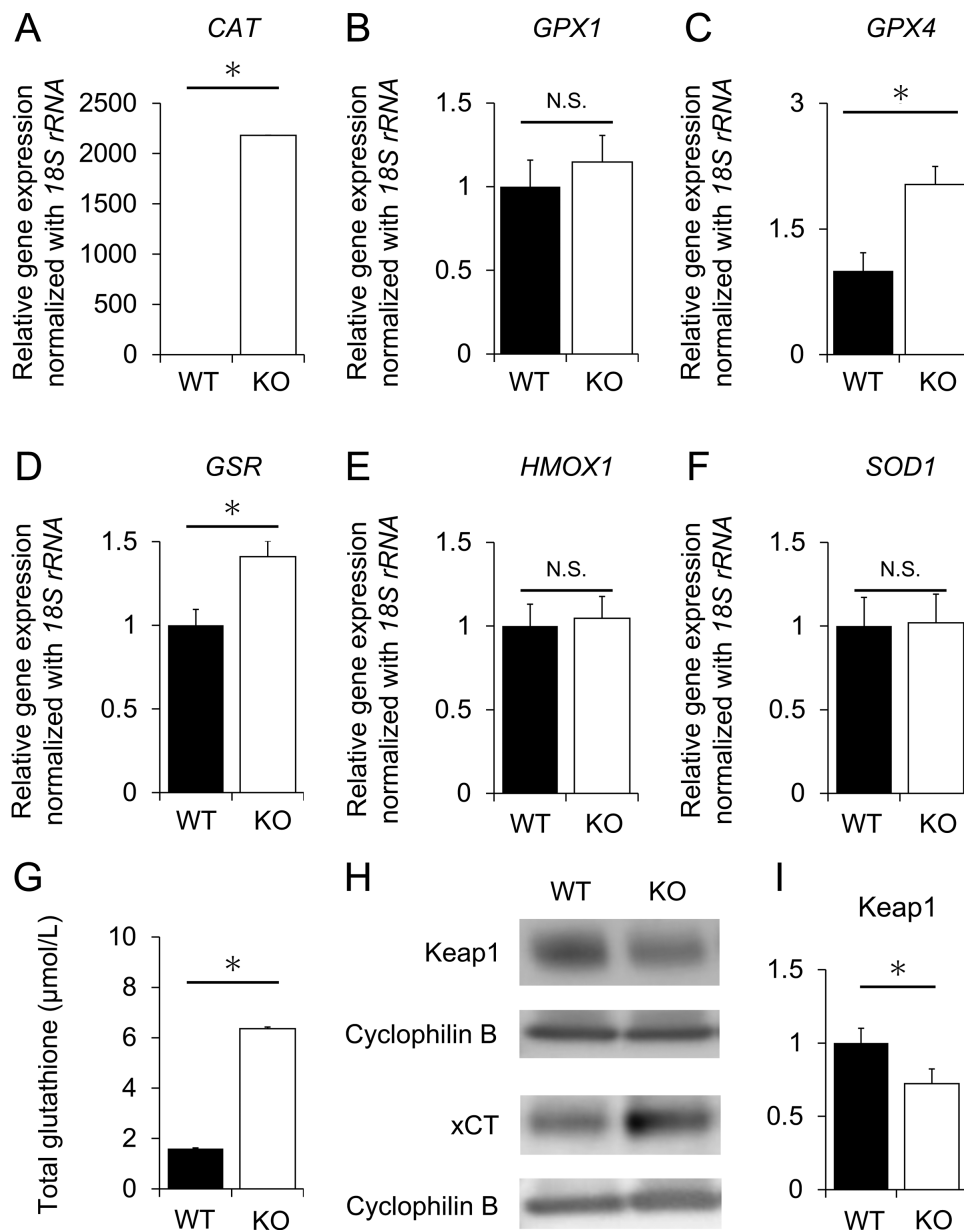 A
CAT
Relative gene expression
normalized with 18S rRNA
2500
2000
1500
1000
500
0
*
WT KO
B
GPX1
Relative gene expression
normalized with 18S rRNA
1.5
1
0.5
0
N.S.
WT KO
C
GPX4
Relative gene expression
normalized with 18S rRNA
3
1.5
0
*
WT KO
D
GSR
Relative gene expression
normalized with 18S rRNA
1.5
1
0.5
0
*
WT KO
E
HMOX1
Relative gene expression
normalized with 18S rRNA
1.5
1
0.5
0
N.S.
WT KO
F
SOD1
Relative gene expression
normalized with 18S rRNA
1.5
1
0.5
0
N.S.
WT KO
G
Total glutathione (μmol/L)
10
8
6
4
2
0
*
WT KO
H
WT KO
Keap1
Cyclophilin B
xCT
Cyclophilin B
I
Keap1
1.5
1
0.5
0
*
WT KO